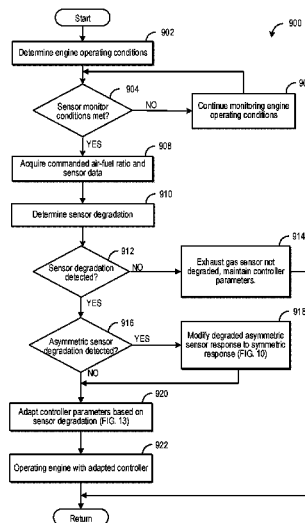 Start
900
902
Determine engine operating conditions
904
Sensor monitor
conditions met?
NO
90
Continue monitoring engine
operating conditions
YES
908
Acquire commanded air-fuel ratio and
sensor data
910
Determine sensor degradation
912
Sensor degradation
detected?
NO
914
Exhaust gas sensor not
degraded, maintain controller
parameters.
YES
916
Asymmetric sensor
degradation detected?
YES
918
Modify degraded asymmetric
sensor response to symmetric
response (FIG. 10)
NO
920
Adapt controller parameters based on
sensor degradation (FIG. 13)
922
Operating engine with adapted controller
Return